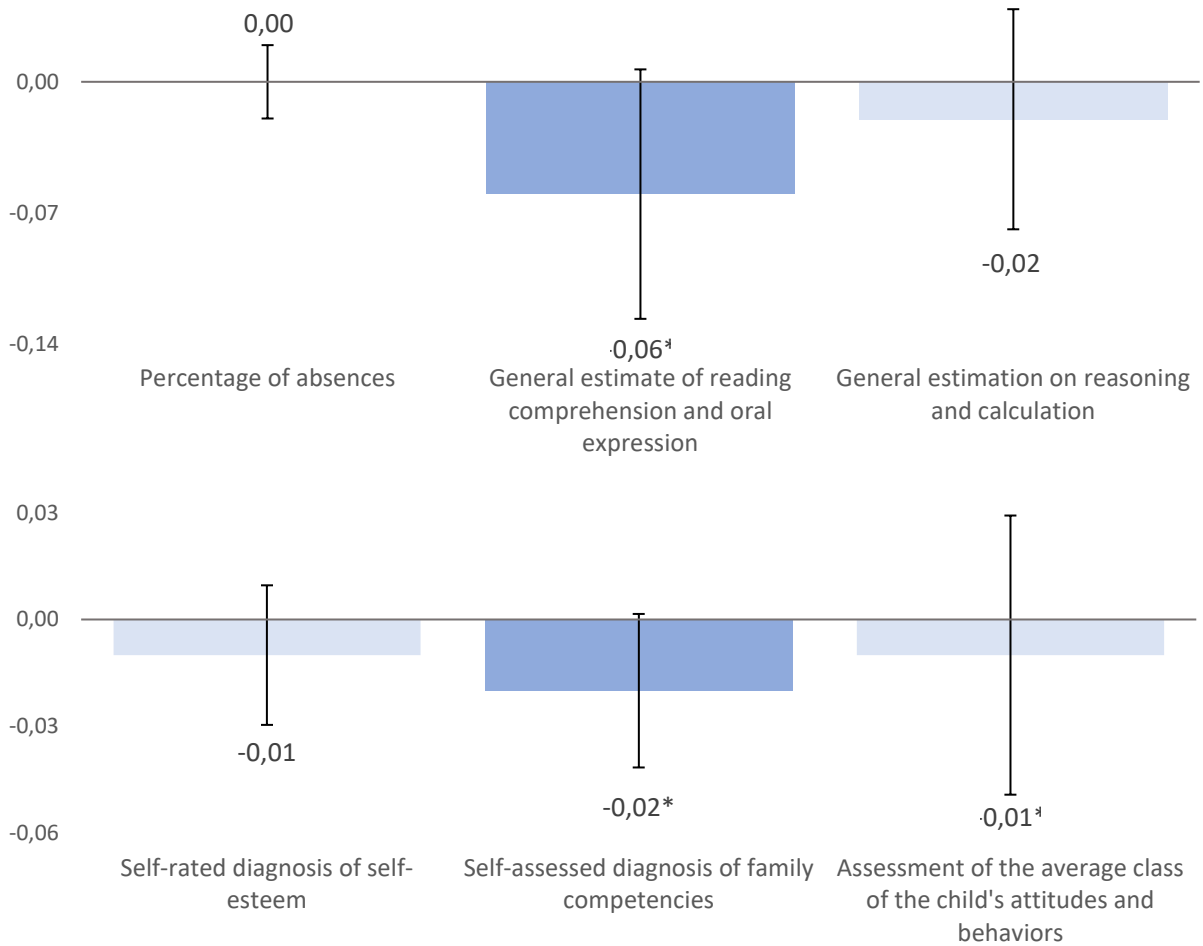 0,00
0,00
-0,07
-0,02
-0,14
-0,06*
Percentage of absences
General estimate of reading
comprehension and oral
expression
General estimation on reasoning
and calculation
0,03
0,00
-0,03
-0,01
-0,02*
-0,01*
-0,06
Self-rated diagnosis of self-
esteem
Self-assessed diagnosis of family
competencies
Assessment of the average class
of the child's attitudes and
behaviors